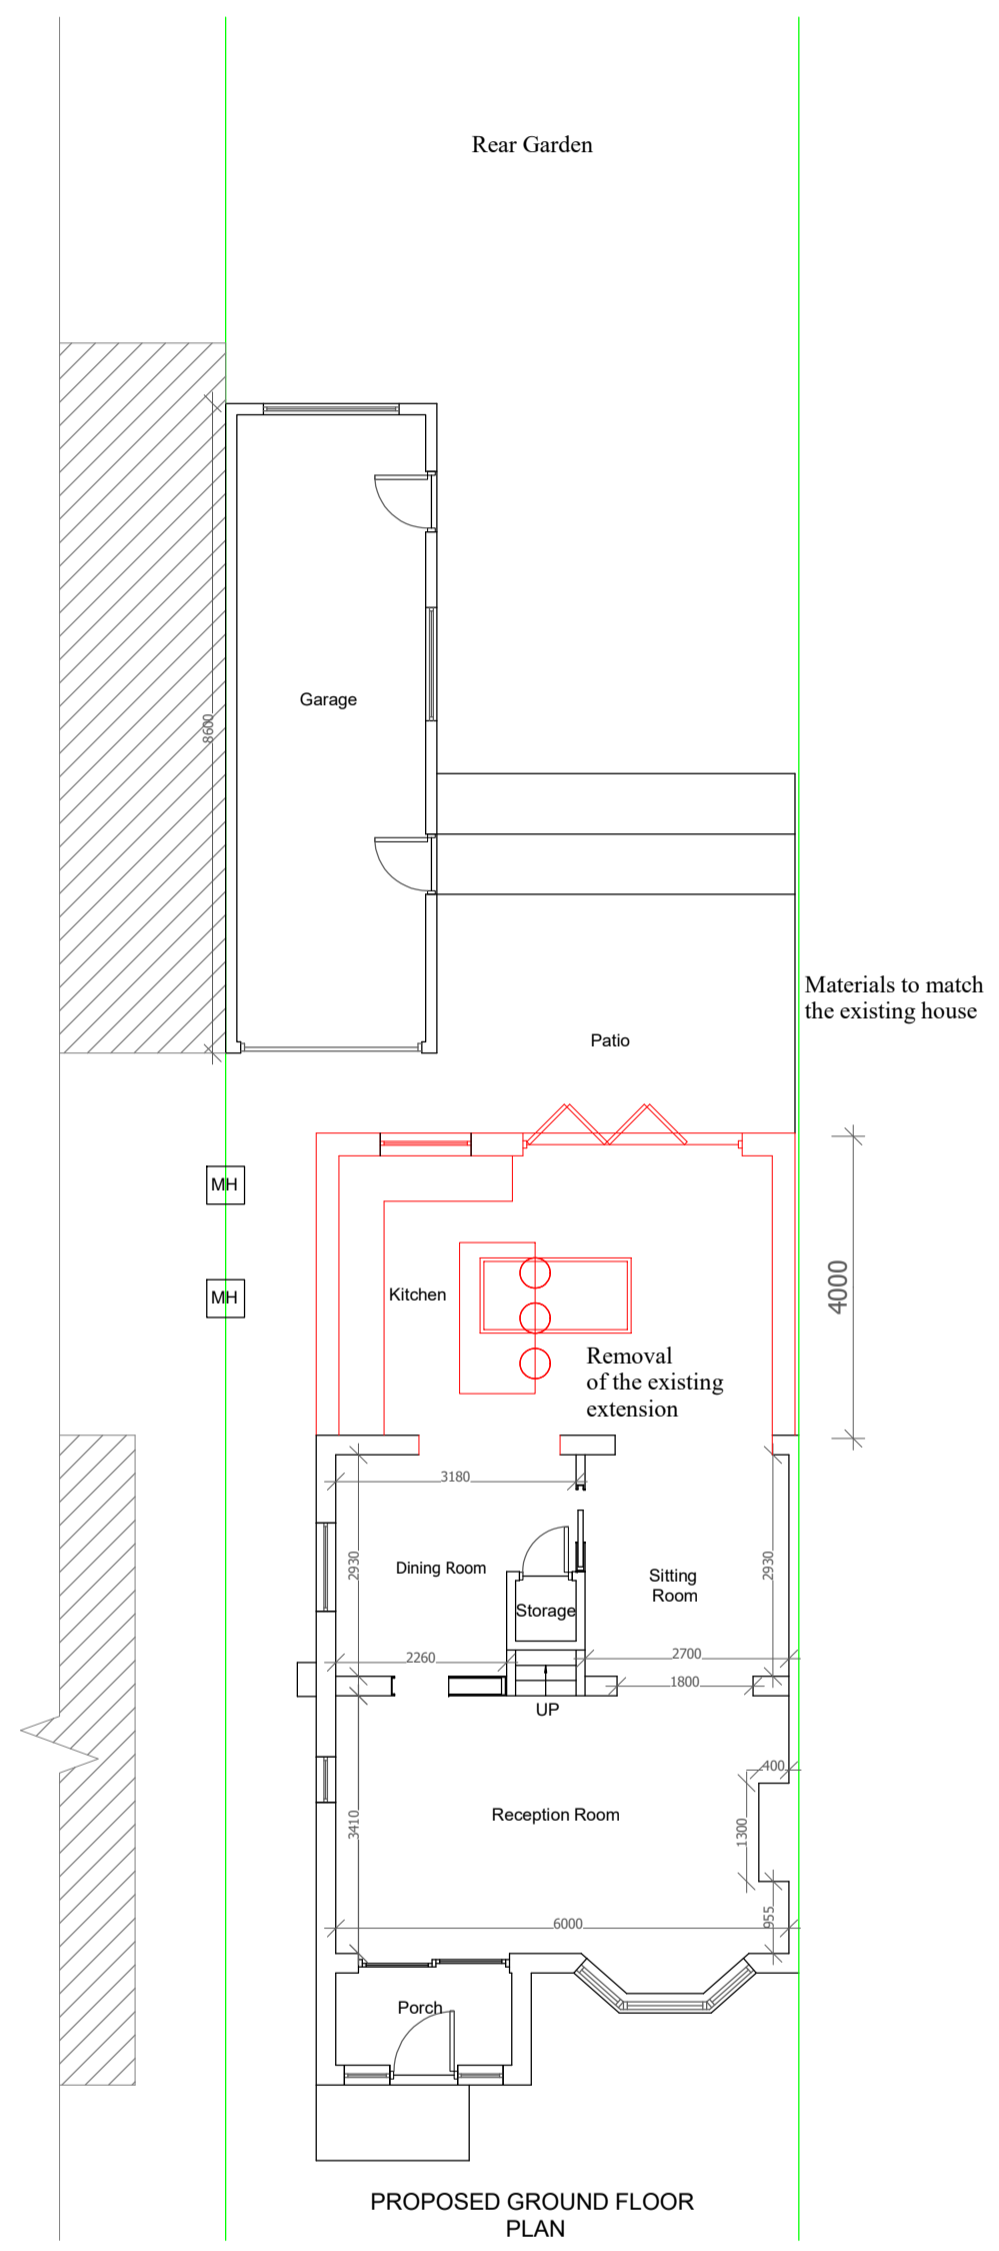 Rear Garden
Garage
8600
Materials to match
the existing house
Patio
MH
MH
Kitchen
4000
Removal
of the existing
extension
3180
2930
Dining Room
2930
Sitting
Room
Storage
2260
2700
1800
UP
400
Reception Room
3410
1300
6000
955
Porch
PROPOSED GROUND FLOOR
PLAN